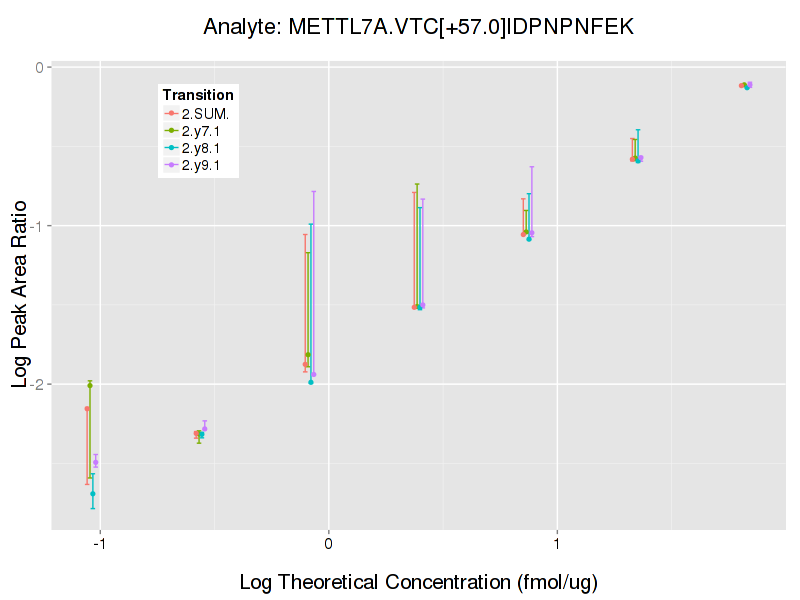 Analyte: METTL7A.VTC[+57.0]IDPNPNFEK
0
-1
-2
Log Peak Area Ratio
Transition
2.SUM.
2.y7.1
2.y8.1
2.y9.1
-1
0
1
Log Theoretical Concentration (fmol/ug)